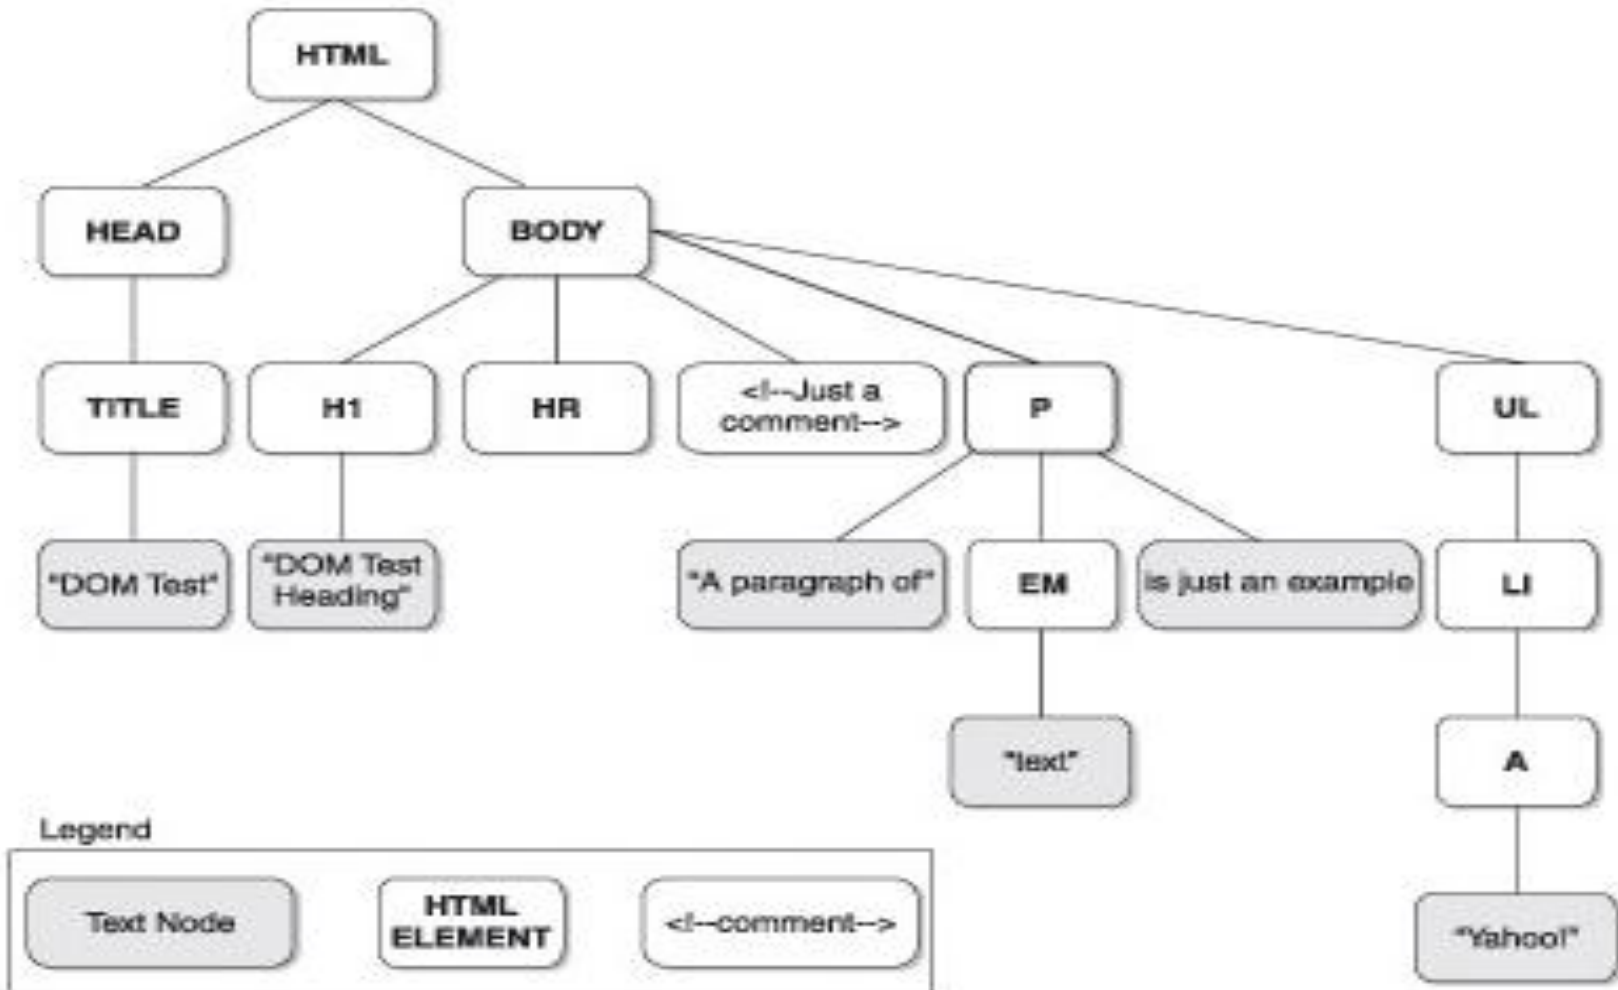 HTML
HEAD
BODY
TITLE
H1
HR
<!--Just a
comment-->
P
UL
"DOM Test"
"DOM Test
Heading"
"A paragraph of"
EM
is just an example
LI
"text"
A
"Yahoo!"
Legend
Text Node
HTML
ELEMENT
<!--comment-->